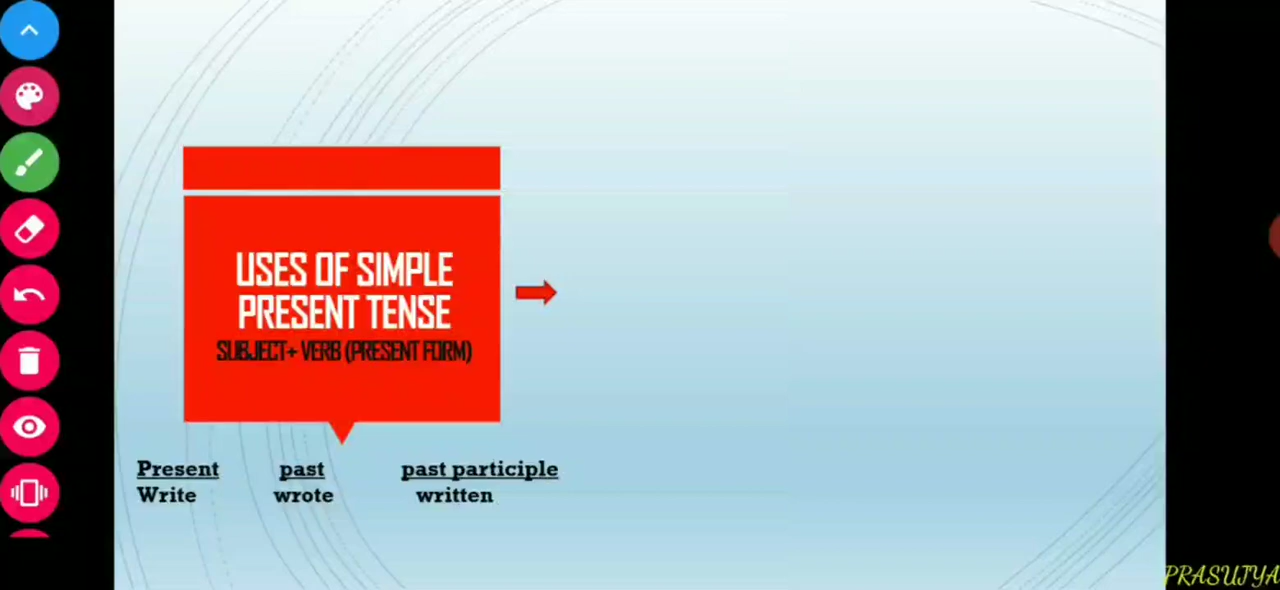 USES OF SIMPLE
PRESENT TENSE
SUBJECT+ VERB (PRESENT FORM)
Present past past participle
Write wrote written
PRASUJYA